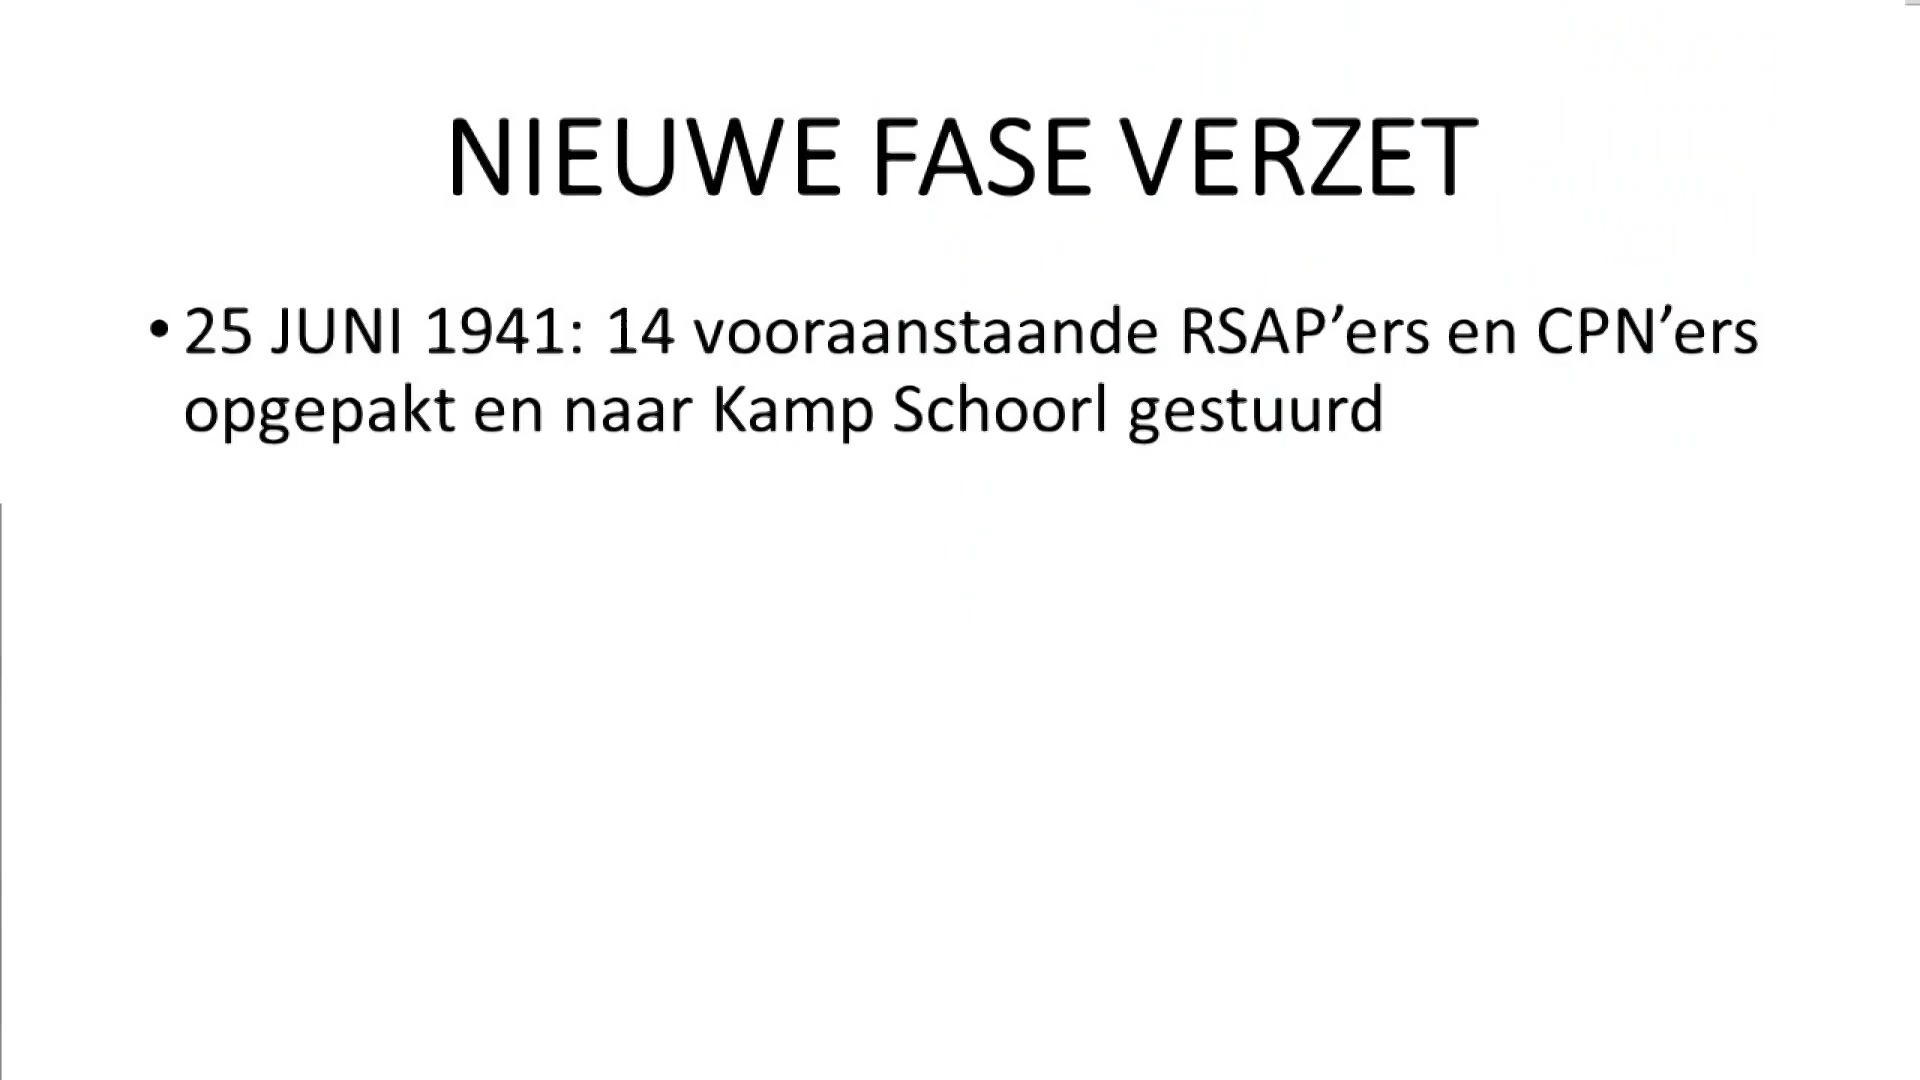 NIEUWE FASE VERZET
• 25 JUNI 1941: 14 vooraanstaande RSAP’ers en CPN’ers
opgepakt en naar Kamp Schoorl gestuurd